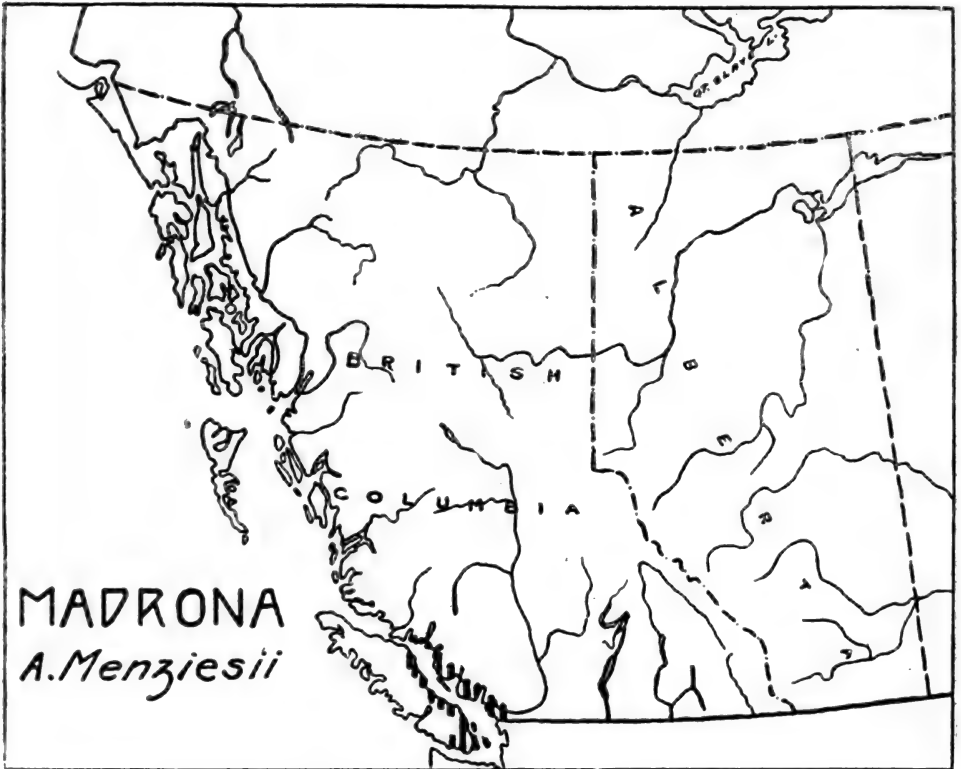 GT. SLAVE L.
ALBERTA
BRITISH
COLUMBIA
MADRONA
A. Menziesii